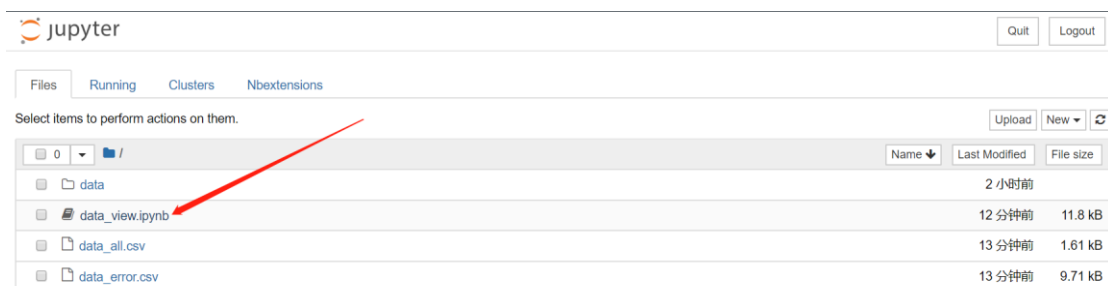 jupyter
Quit Logout
Files Running Clusters Nbextensions
Select items to perform actions on them.
Upload New
0 / Name Last Modified File size
data 2 小时前
data_view.ipynb 12 分钟前 11.8 kB
data_all.csv 13 分钟前 1.61 kB
data_error.csv 13 分钟前 9.71 kB